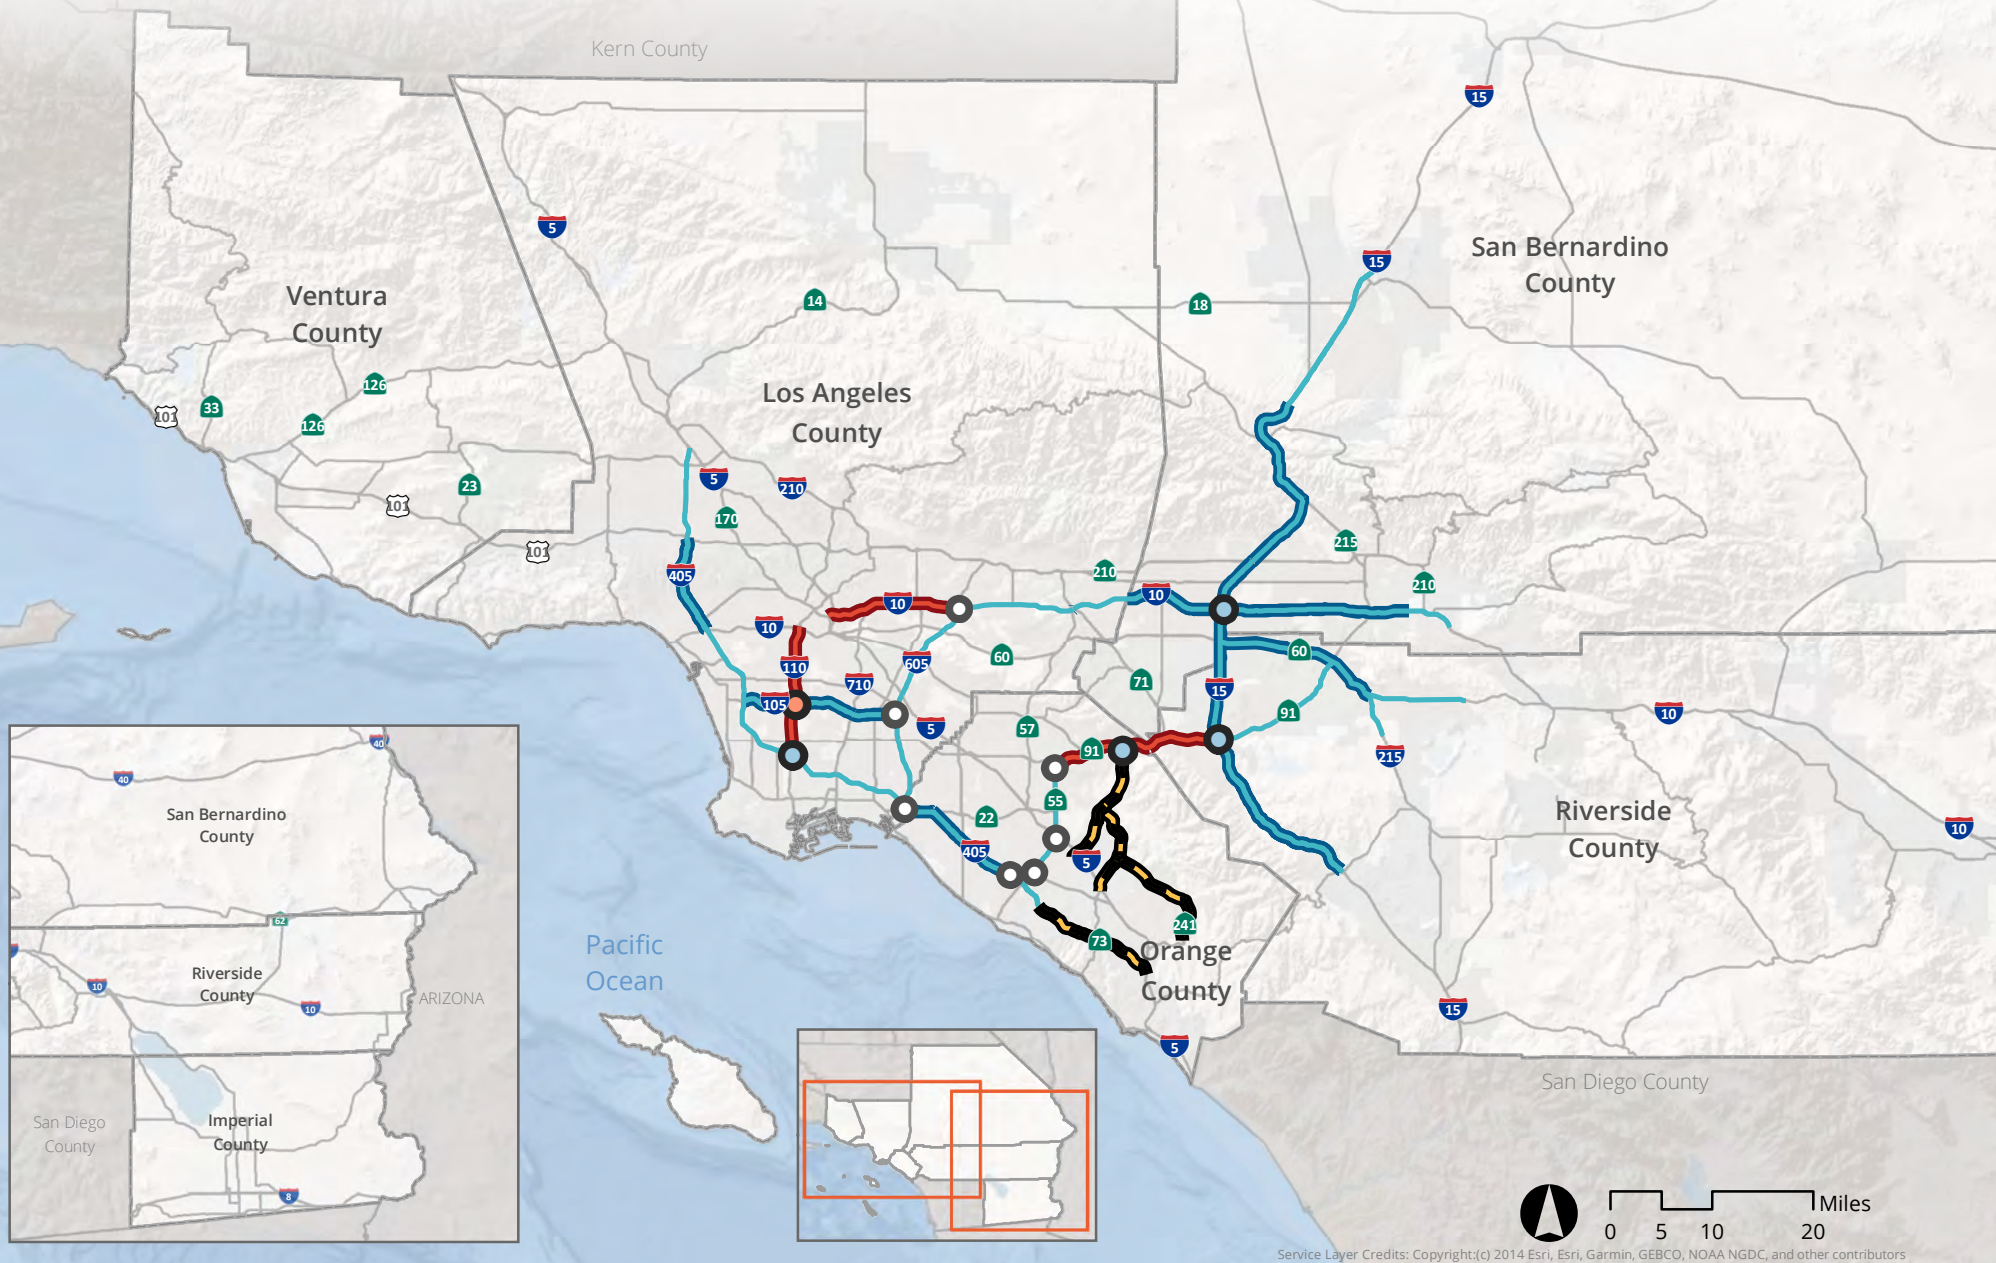 Kern County
15
5
San Bernardino
County
15
Ventura
County
14
18
126
Los Angeles
County
33
101
126
23
5
210
101
170
215
101
405
210
210
10
10
10
110
605
60
60
710
71
15
105
5
57
91
10
91
215
40
40
San Bernardino
County
55
22
Riverside
County
10
405
5
62
241
73
Orange
County
Pacific
Ocean
Riverside
County
10
10
ARIZONA
15
5
San Diego County
San Diego
County
Imperial
County
8
Miles
0 5 10 20
Service Layer Credits: Copyright:(c) 2014 Esri, Esri, Garmin, GEBCO, NOAA NGDC, and other contributors